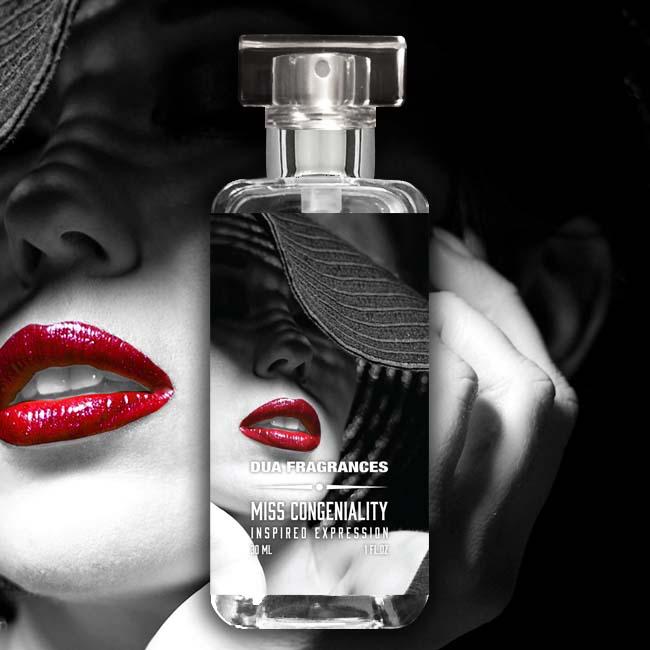 DUA FRAGRANCES
MISS CONGENIALITY
INSPIRED EXPRESSION
30 ML 1 FL.OZ